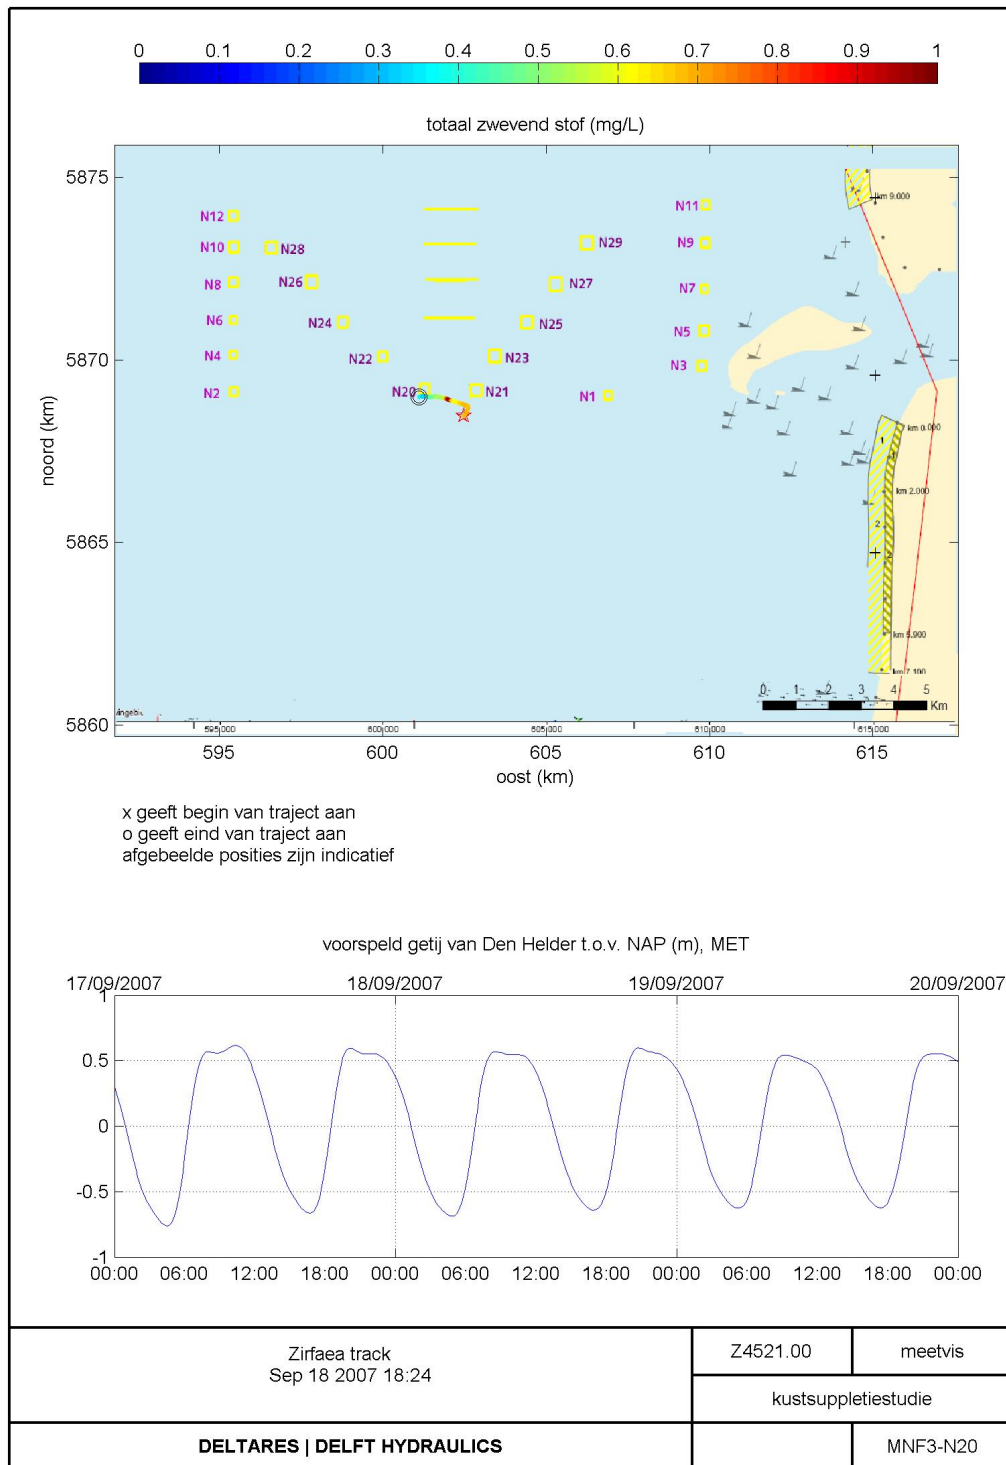 0 0.1 0.2 0.3 0.4 0.5 0.6 0.7 0.8 0.9 1
totaal zwevend stof (mg/L)
5875
5870
5865
5860
noord (km)
N12
N10
N8
N6
N4
N2
N28
N26
N24
N22
N20
N29
N27
N25
N23
N21
N1
N11
N9
N7
N5
N3
km 9.000
km 0.000
1
1
km 2.000
2
2
km 5.900
km 7.100
0 1 2 3 4 5
Km
595.000 600.000 605.000 610.000 615.000
595 600 605 610 615
oost (km)
x geeft begin van traject aan
o geeft eind van traject aan
afgebeelde posities zijn indicatief
voorspeld getij van Den Helder t.o.v. NAP (m), MET
17/09/2007 18/09/2007 19/09/2007 20/09/2007
1
0.5
0
-0.5
-1
00:00 06:00 12:00 18:00 00:00 06:00 12:00 18:00 00:00 06:00 12:00 18:00 00:00
Zirfaea track
Sep 18 2007 18:24
Z4521.00
meetvis
kustsuppletiestudie
DELTARES | DELFT HYDRAULICS
MNF3-N20